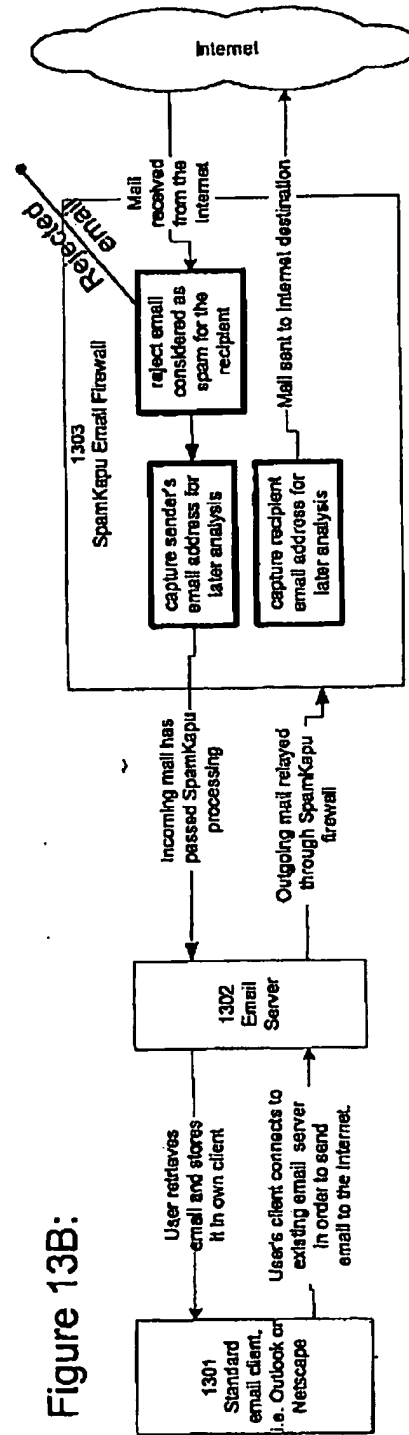 Figure 13B:
1301
Standard
email client,
i.e. Outlook or
Netscape
User retrieves
email and stores
it in own client
User's client connects to
existing email server
in order to send
email to the Internet.
1302
Email
Server
Incoming mail has
passed SpamKapu
processing
Outgoing mail relayed
through SpamKapu
firewall
1303
SpamKapu Email Firewall
capture sender's
email address for
later analysis
reject email
considered as
spam for the
recipient
capture recipient
email address for
later analysis
Rejected
email
Mail
received
from the
Internet
Mail sent to Internet destination
Internet